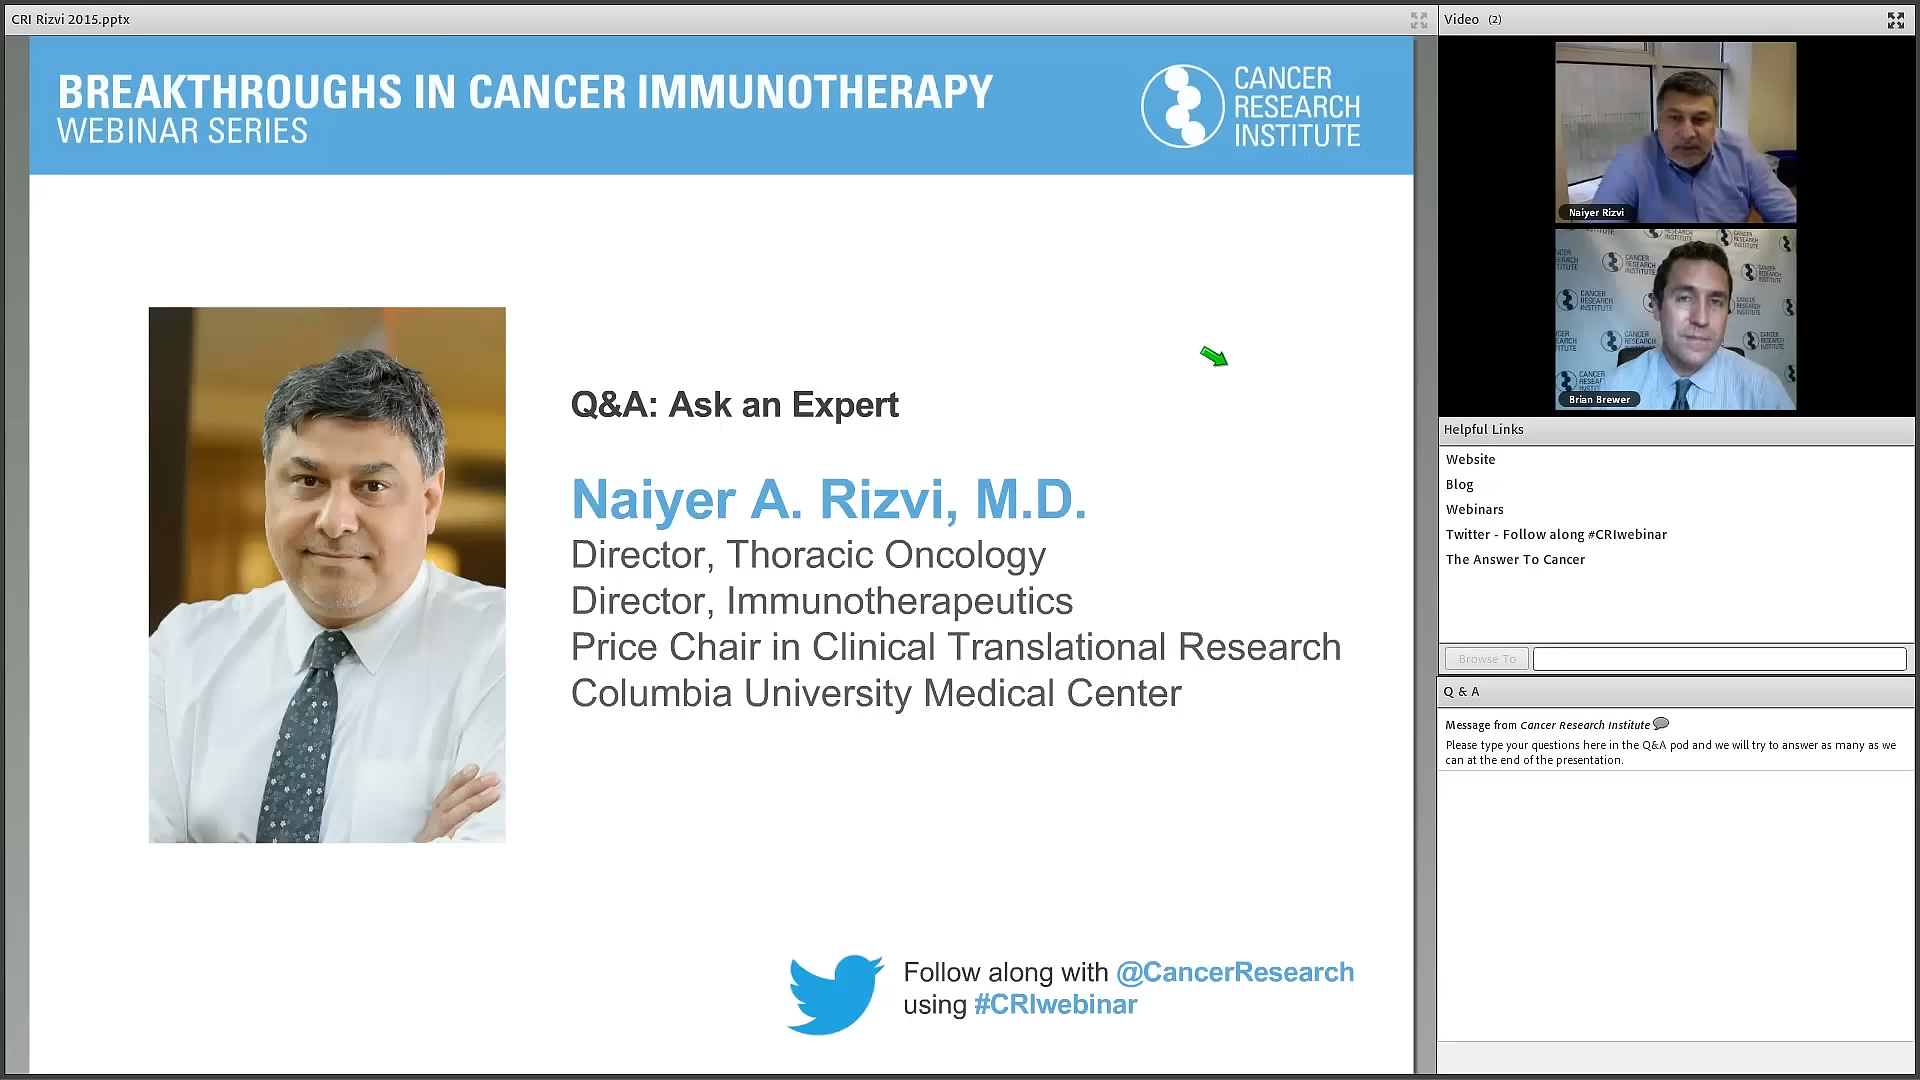 CRI Rizvi 2015.pptx
BREAKTHROUGHS IN CANCER IMMUNOTHERAPY
WEBINAR SERIES
CANCER
RESEARCH
INSTITUTE
Q&A: Ask an Expert
Naiyer A. Rizvi, M.D.
Director, Thoracic Oncology
Director, Immunotherapeutics
Price Chair in Clinical Translational Research
Columbia University Medical Center
Follow along with @CancerResearch
using #CRIwebinar
Video (2)
Naiyer Rizvi
CANCER
RESEARCH
INSTITUTE
Brian Brewer
Helpful Links
Website
Blog
Webinars
Twitter - Follow along #CRIwebinar
The Answer To Cancer
Browse To
Q & A
Message from Cancer Research Institute
Please type your questions here in the Q&A pod and we will try to answer as many as we
can at the end of the presentation.